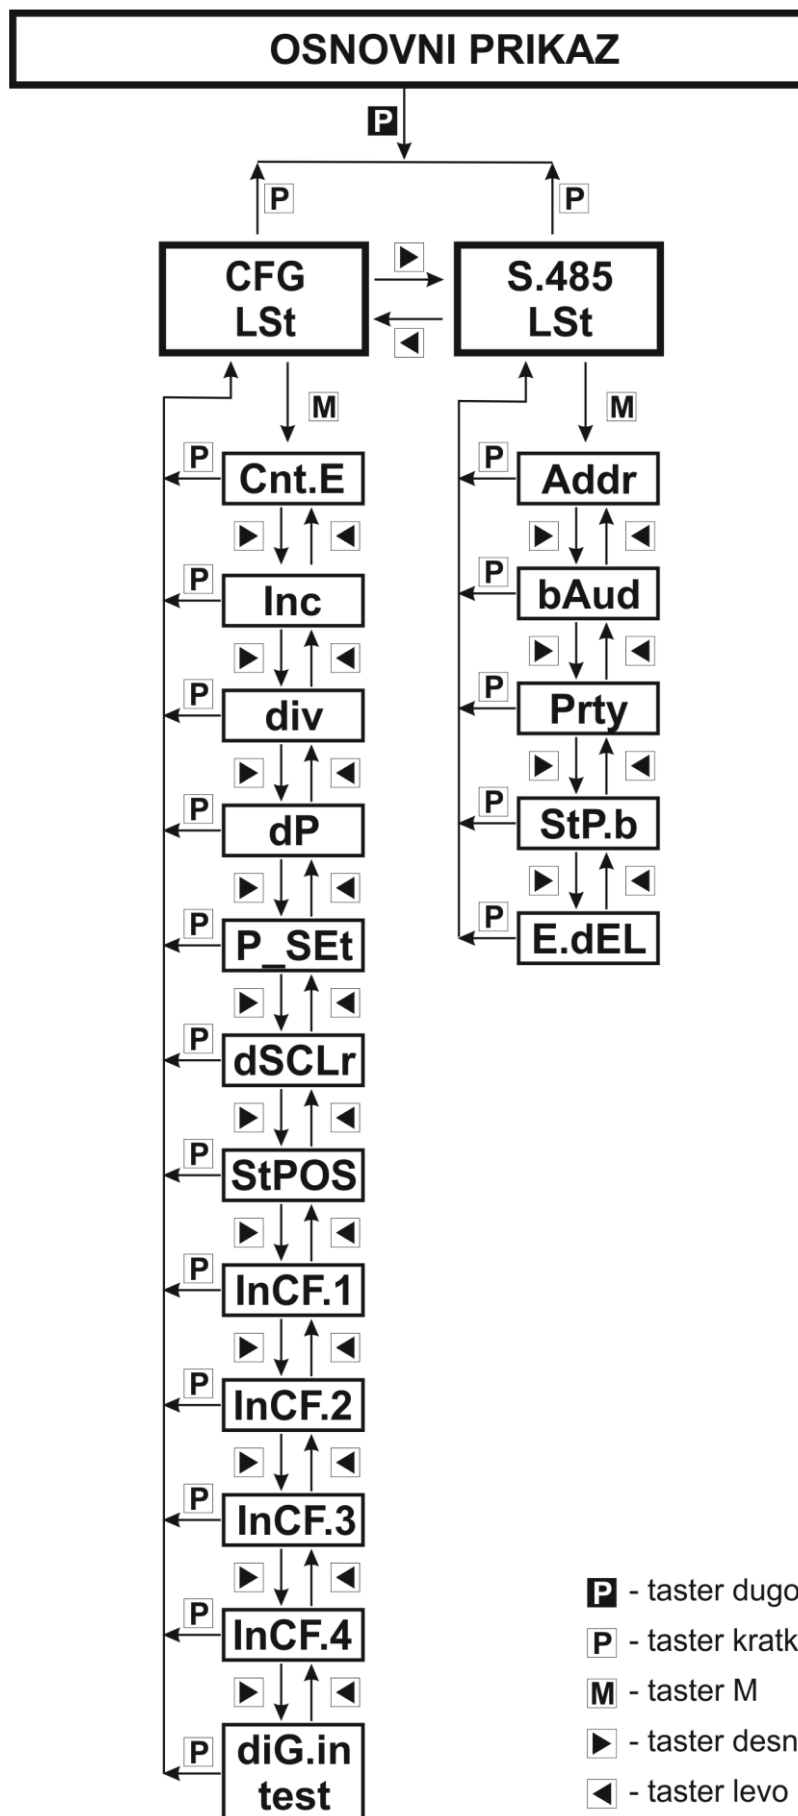 OSNOVNI PRIKAZ
P
P
P
CFG
LSt
▶
◀
S.485
LSt
M
M
P
Cnt.E
▶
◀
P
Inc
▶
◀
P
div
▶
◀
P
dP
▶
◀
P
P_SEt
▶
◀
P
dSCLr
▶
◀
P
StPOS
▶
◀
P
InCF.1
▶
◀
P
InCF.2
▶
◀
P
InCF.3
▶
◀
P
InCF.4
▶
◀
P
diG.in
test
P
Addr
▶
◀
P
bAud
▶
◀
P
Prty
▶
◀
P
StP.b
▶
◀
P
E.dEL
P - taster dugo
P - taster kratk
M - taster M
▶ - taster desn
◀ - taster levo